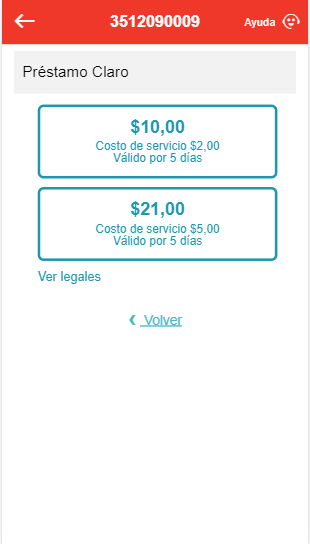 3512090009
Ayuda
Préstamo Claro
$10,00
Costo de servicio $2,00
Válido por 5 días
$21,00
Costo de servicio $5,00
Válido por 5 días
Ver legales
‹ Volver